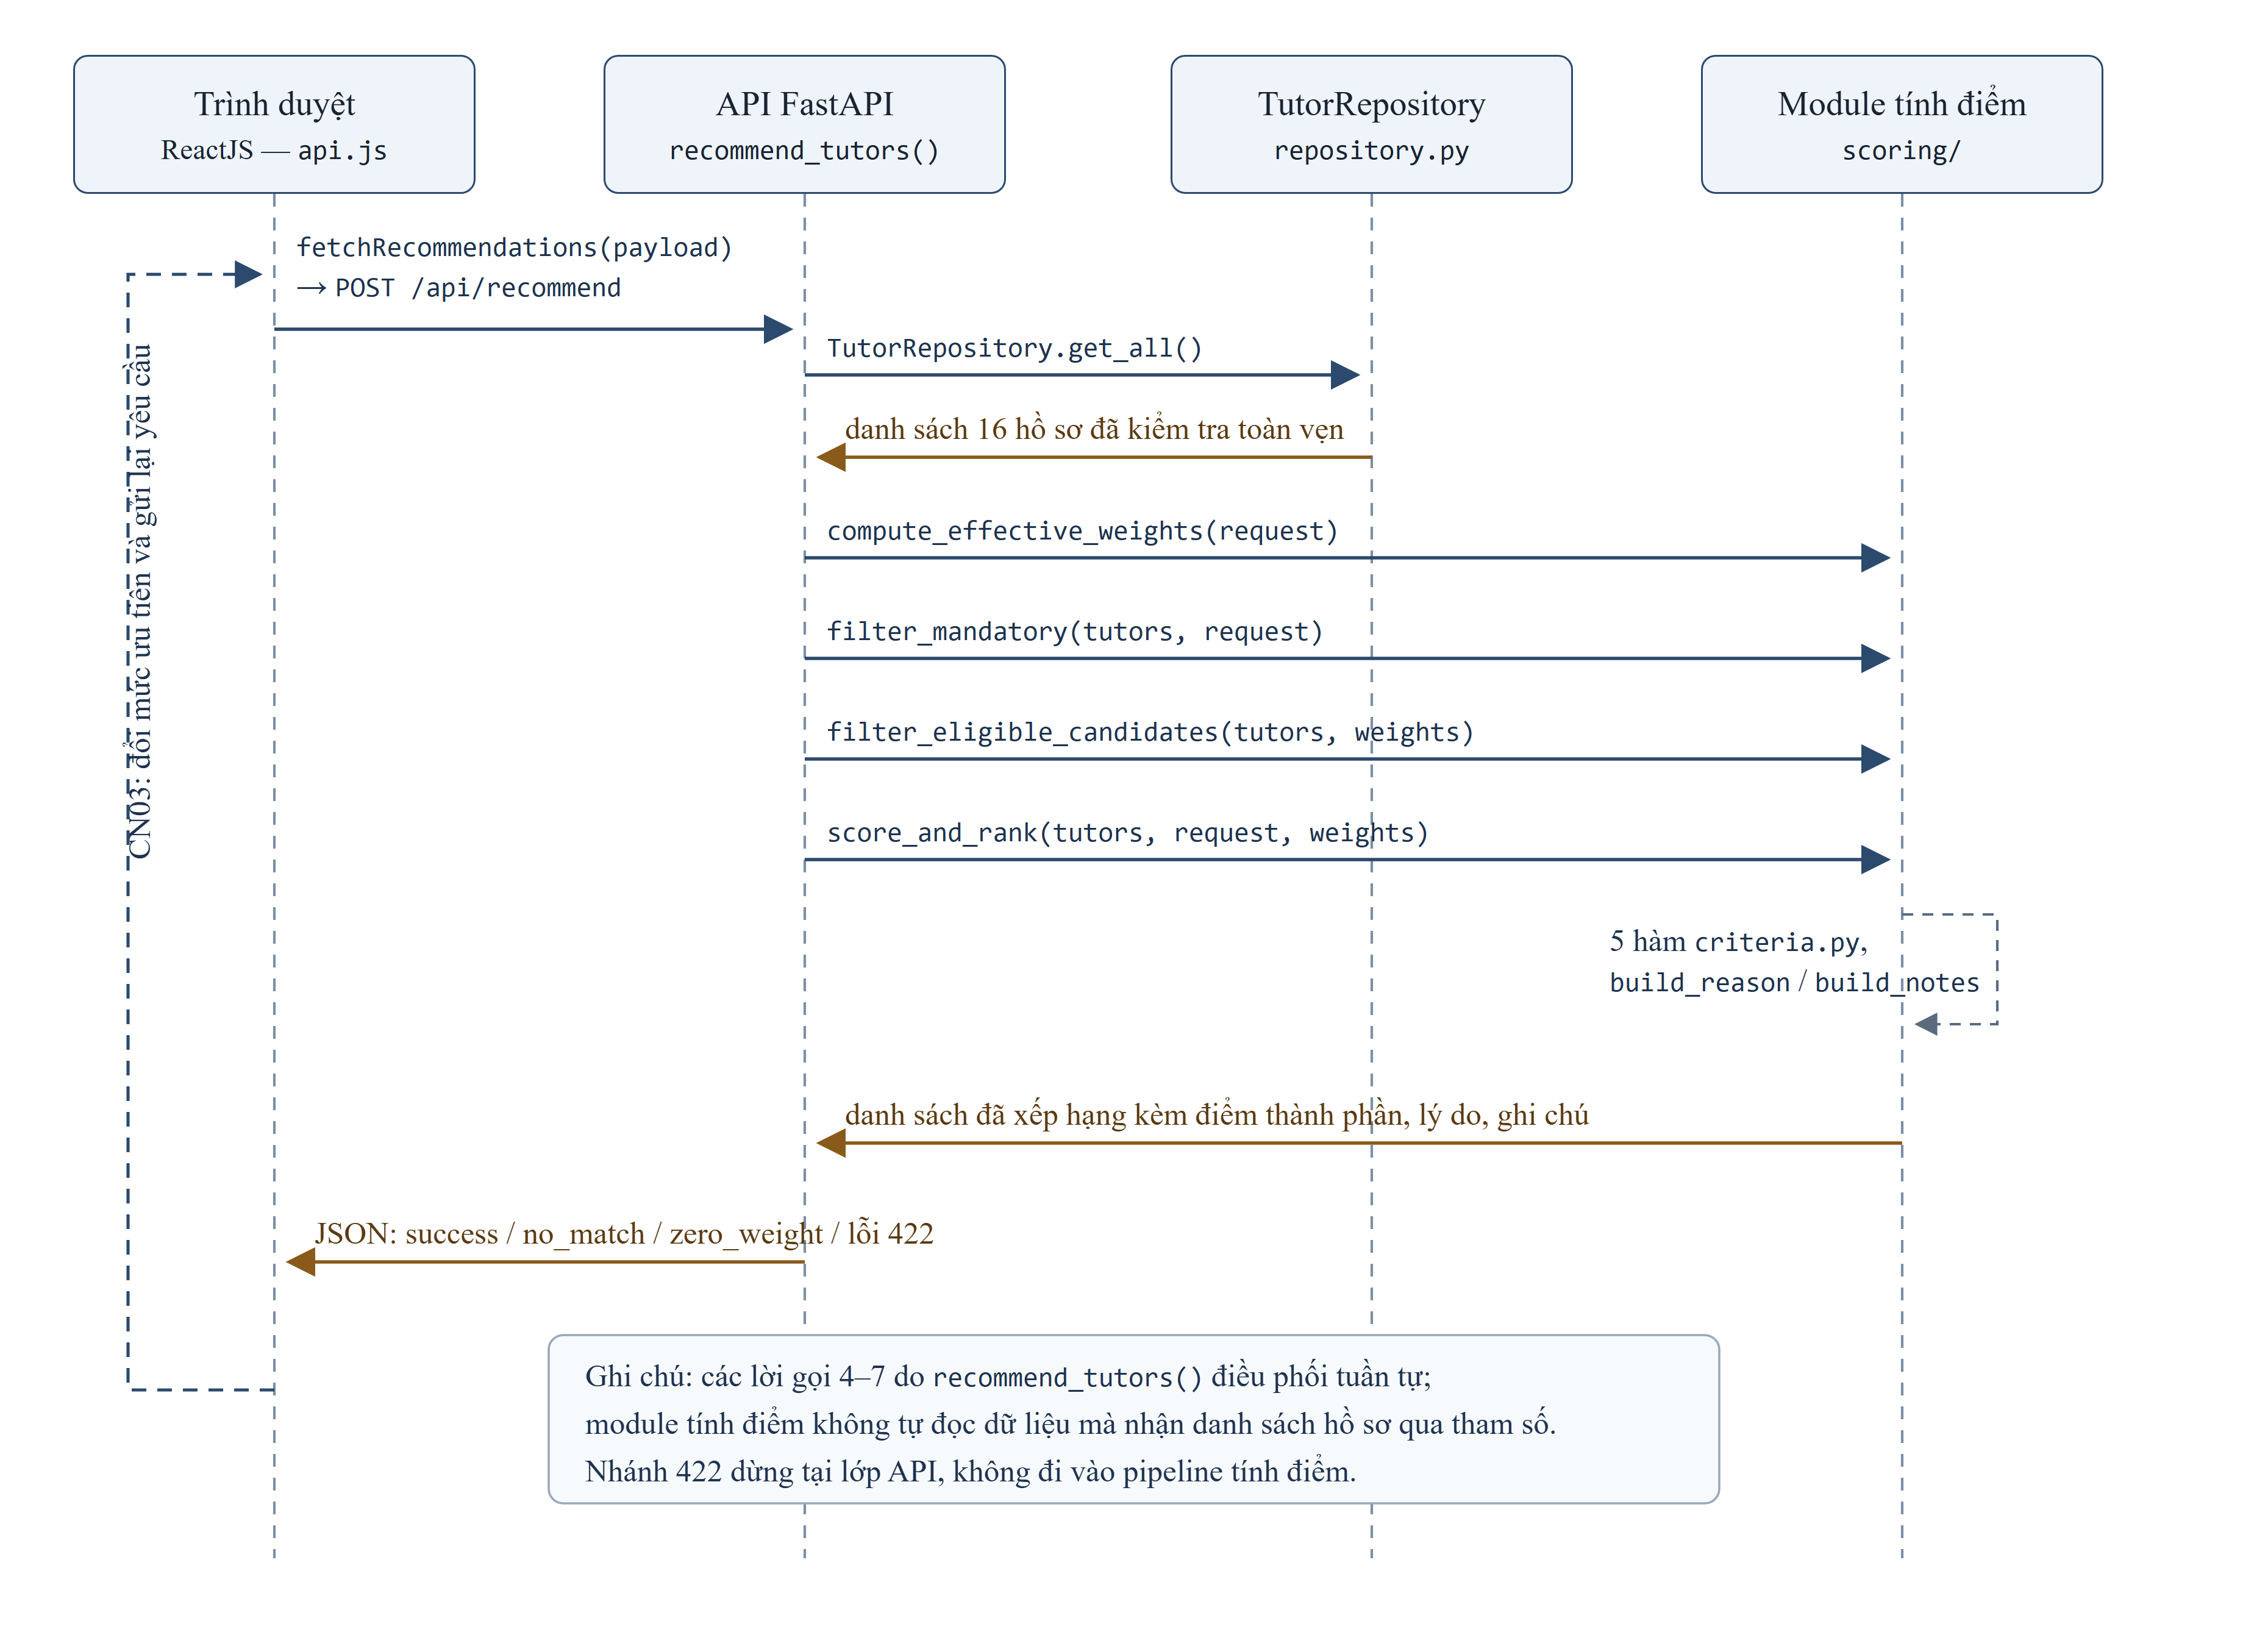 Trình duyệt
ReactJS — api.js
API FastAPI
recommend_tutors()
TutorRepository
repository.py
Module tính điểm
scoring/
fetchRecommendations(payload)
→ POST /api/recommend
TutorRepository.get_all()
danh sách 16 hồ sơ đã kiểm tra toàn vẹn
compute_effective_weights(request)
filter_mandatory(tutors, request)
filter_eligible_candidates(tutors, weights)
score_and_rank(tutors, request, weights)
CN03: đổi mức ưu tiên và gửi lại yêu cầu
5 hàm criteria.py,
build_reason / build_notes
danh sách đã xếp hạng kèm điểm thành phần, lý do, ghi chú
JSON: success / no_match / zero_weight / lỗi 422
Ghi chú: các lời gọi 4–7 do recommend_tutors() điều phối tuần tự;
module tính điểm không tự đọc dữ liệu mà nhận danh sách hồ sơ qua tham số.
Nhánh 422 dừng tại lớp API, không đi vào pipeline tính điểm.